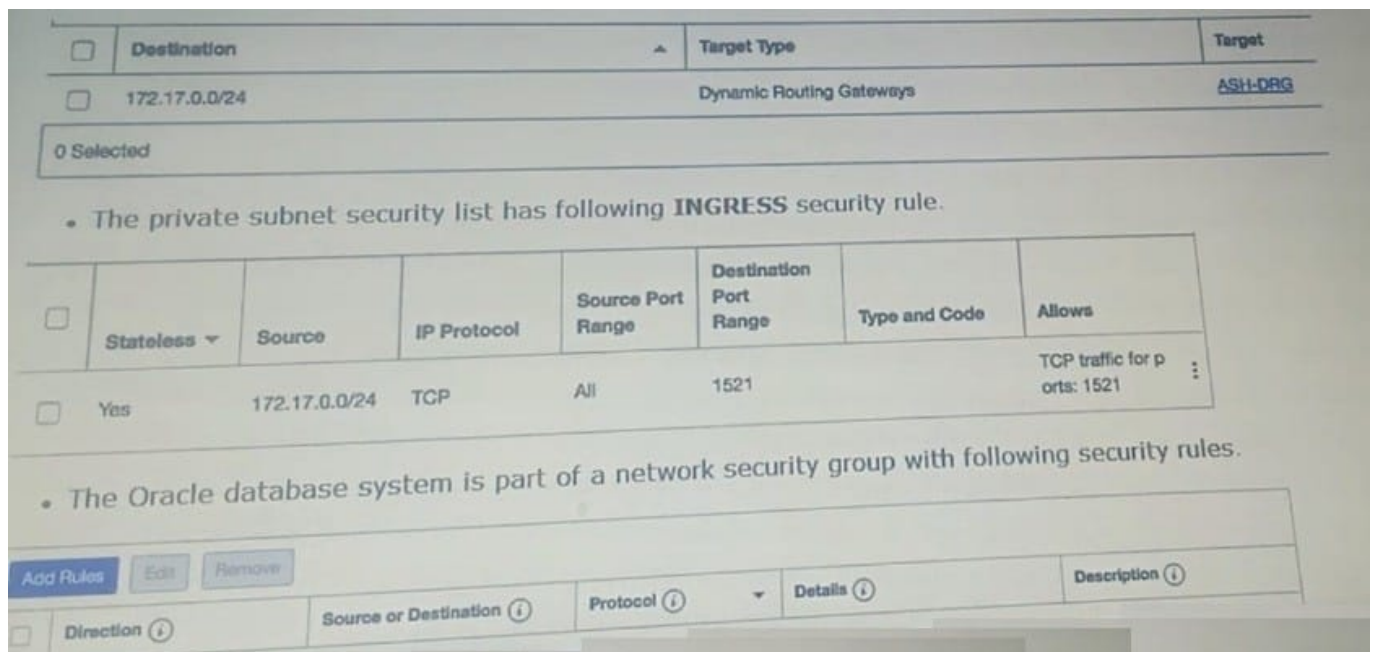 Destination Target Type Target
172.17.0.0/24 Dynamic Routing Gateways ASH-DRG
0 Selected
• The private subnet security list has following INGRESS security rule.
Stateless Source IP Protocol Source Port Range Destination Port Range Type and Code Allows
Yes 172.17.0.0/24 TCP All 1521 TCP traffic for p
orts: 1521
• The Oracle database system is part of a network security group with following security rules.
Add Rules Edit Remove
Direction Source or Destination Protocol Details Description